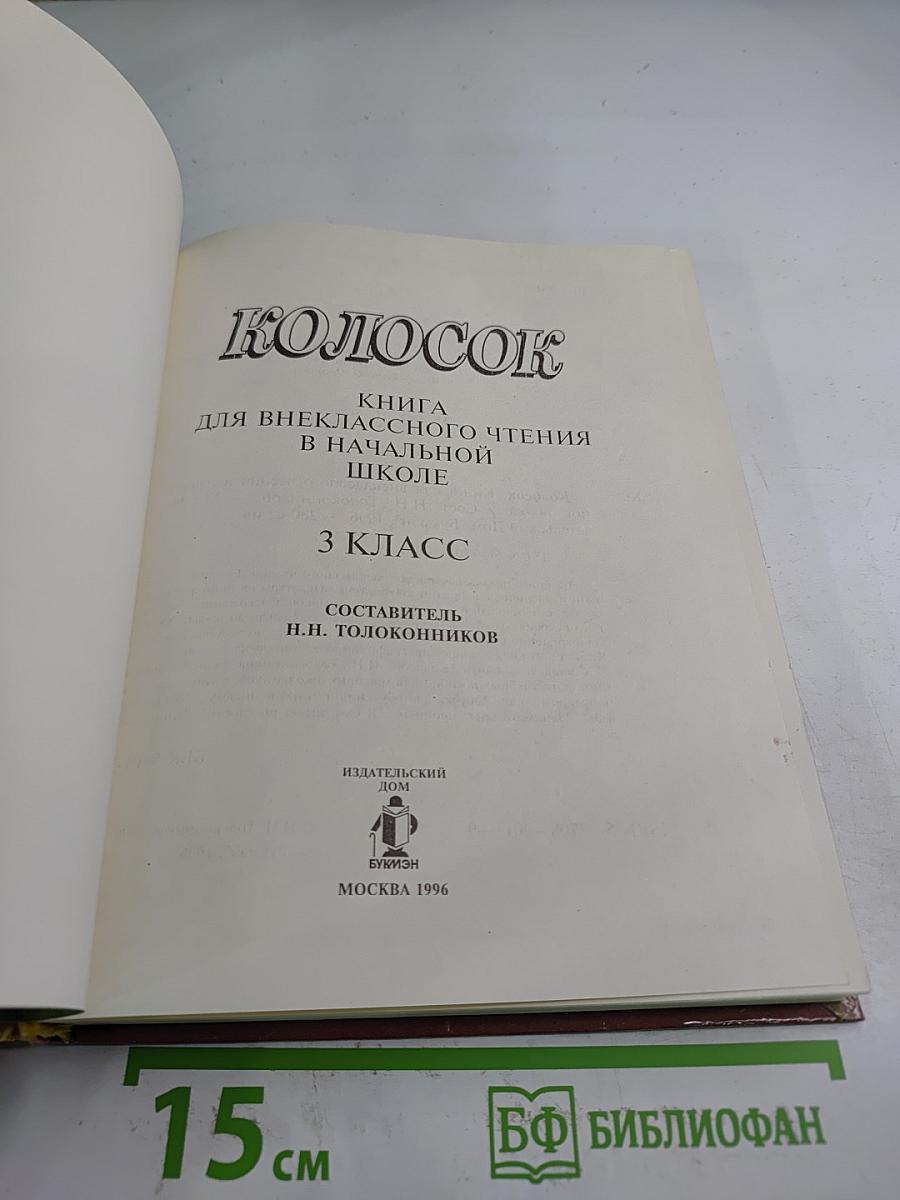 КОЛОСОК
КНИГА
ДЛЯ ВНЕКЛАССНОГО ЧТЕНИЯ
В НАЧАЛЬНОЙ
ШКОЛЕ
3 КЛАСС
СОСТАВИТЕЛЬ
Н.Н. ТОЛОКОННИКОВ
ИЗДАТЕЛЬСКИЙ
ДОМ
БУКМЭН
МОСКВА 1996
15 см
БФ БИБЛИОФАН